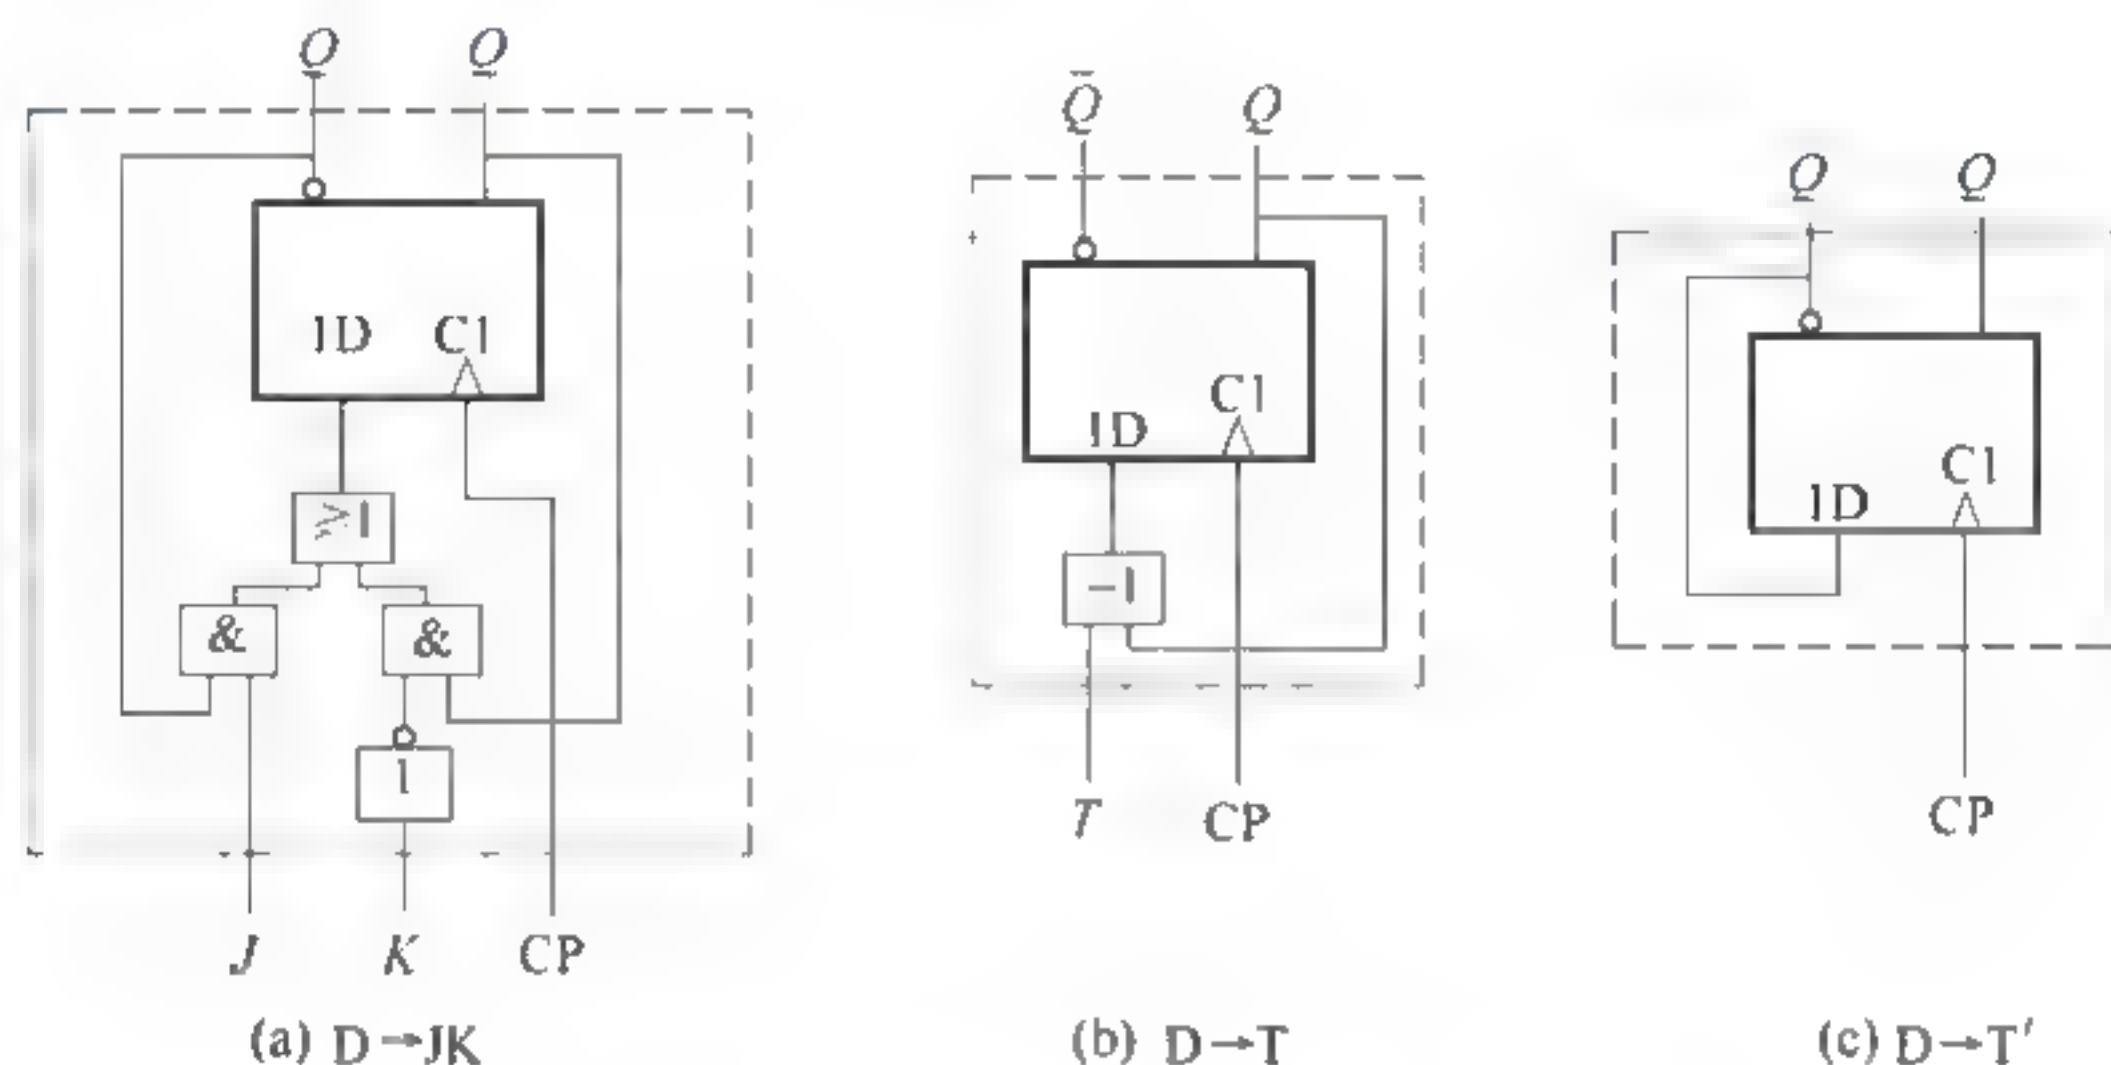 Q Q
1D C1
≥1
& &
1
J K CP
(a) D→JK
Q̄ Q
C1
1D
=1
T CP
(b) D→T
Q Q
C1
1D
CP
(c) D→T′